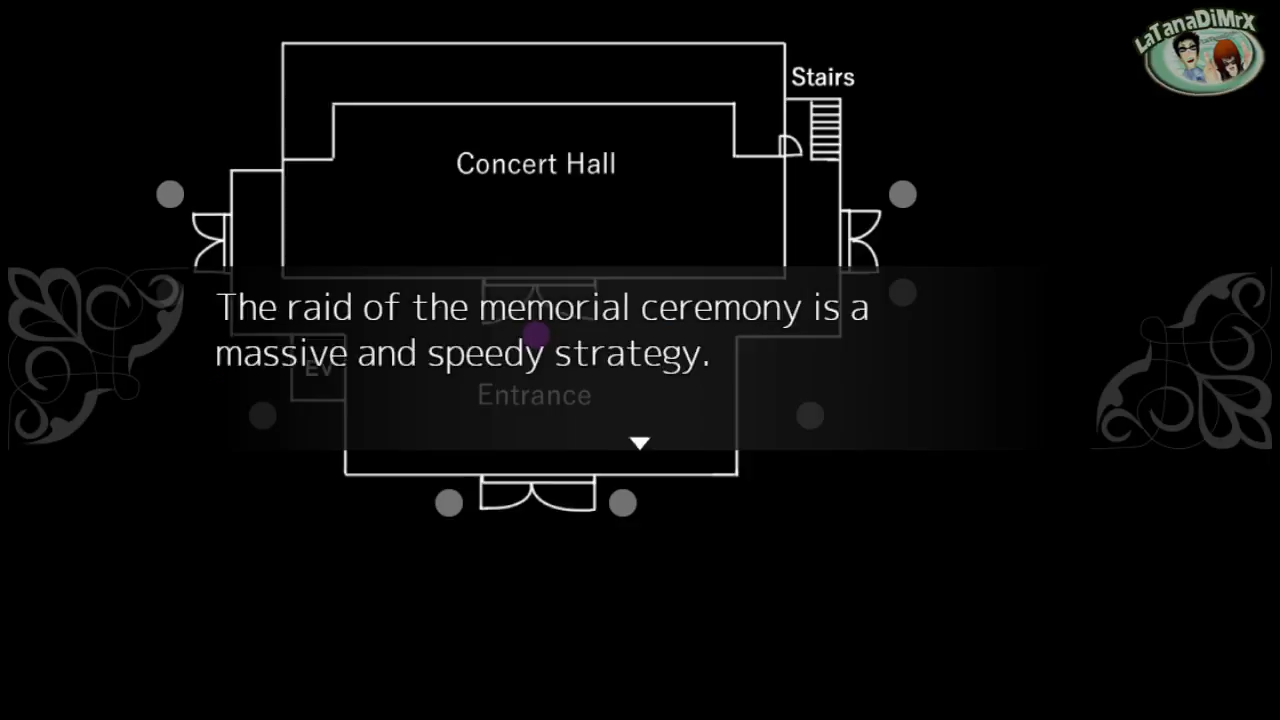 LaTanaDiMrX
Stairs
Concert Hall
The raid of the memorial ceremony is a
massive and speedy strategy.
EV
Entrance